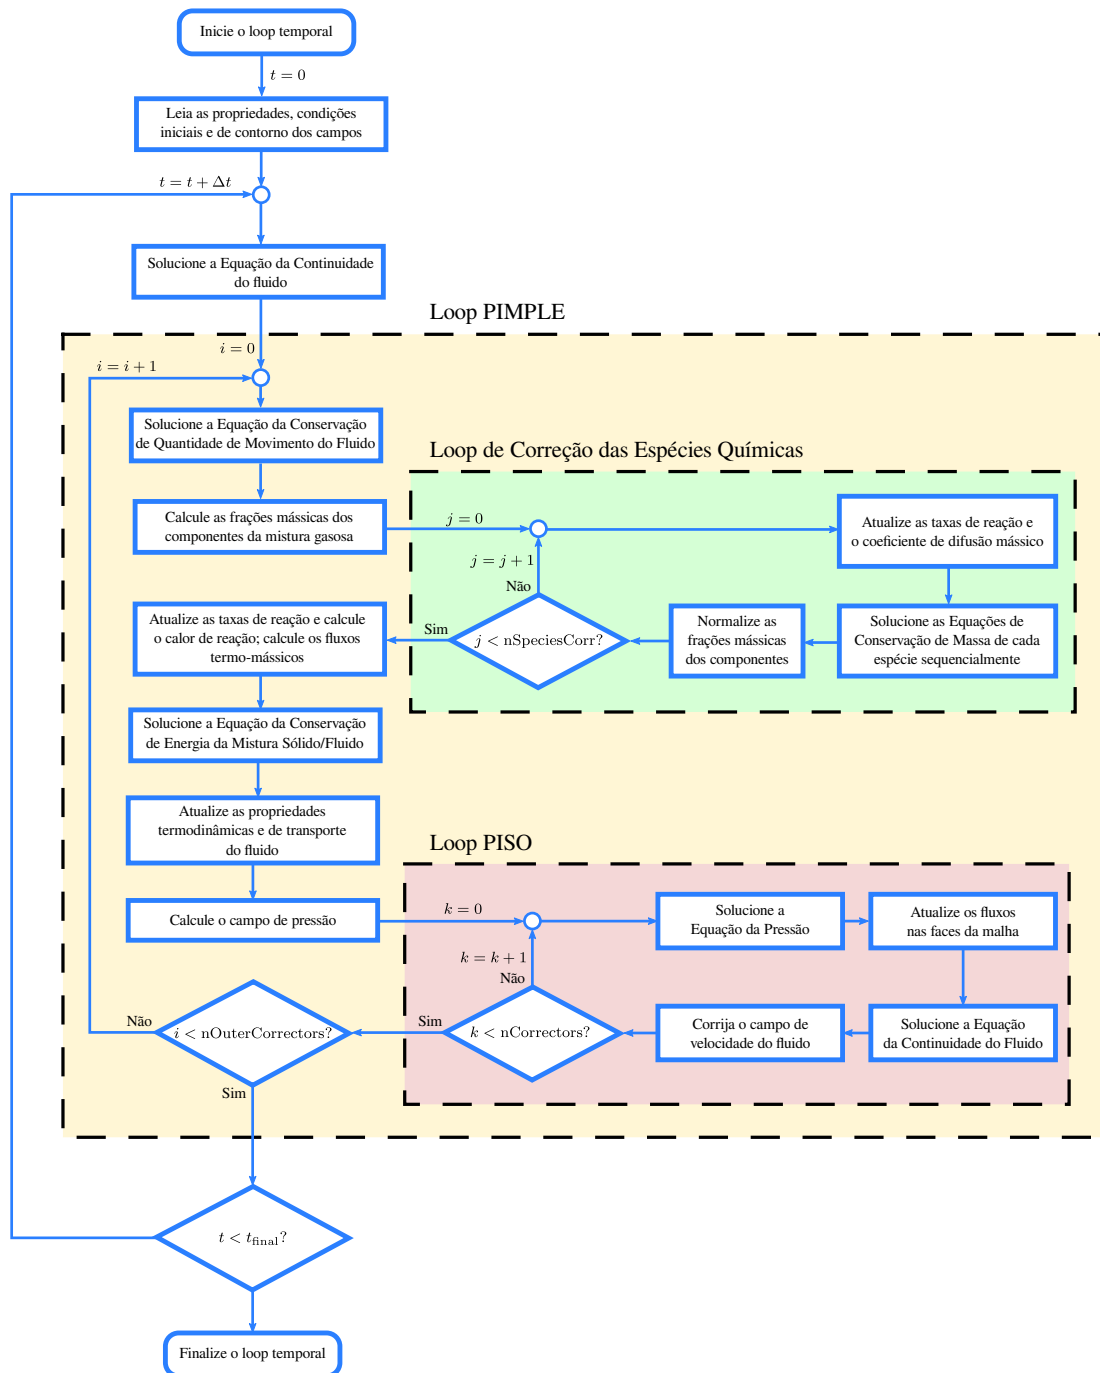 Inicie o loop temporal
t = 0
Leia as propriedades, condições
iniciais e de contorno dos campos
t = t + Δt
Solucione a Equação da Continuidade
do fluido
Loop PIMPLE
i = 0
i = i + 1
Solucione a Equação da Conservação
de Quantidade de Movimento do Fluido
Loop de Correção das Espécies Químicas
Calcule as frações mássicas dos
componentes da mistura gasosa
j = 0
Atualize as taxas de reação e
o coeficiente de difusão mássico
j = j + 1
Não
Solucione as Equações de
Conservação de Massa de cada
espécie sequencialmente
Normalize as
frações mássicas
dos componentes
j < nSpeciesCorr?
Sim
Atualize as taxas de reação e calcule
o calor de reação; calcule os fluxos
termo-mássicos
Solucione a Equação da Conservação
de Energia da Mistura Sólido/Fluido
Atualize as propriedades
termodinâmicas e de transporte
do fluido
Loop PISO
Calcule o campo de pressão
k = 0
Solucione a
Equação da Pressão
Atualize os fluxos
nas faces da malha
k = k + 1
Não
Solucione a Equação
da Continuidade do Fluido
Corrija o campo de
velocidade do fluido
k < nCorrectors?
Sim
i < nOuterCorrectors?
Não
Sim
t < tfinal?
Finalize o loop temporal